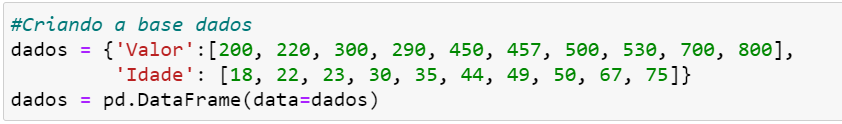 #Criando a base dados
dados = {'Valor':[200, 220, 300, 290, 450, 457, 500, 530, 700, 800],
'Idade': [18, 22, 23, 30, 35, 44, 49, 50, 67, 75]}
dados = pd.DataFrame(data=dados)